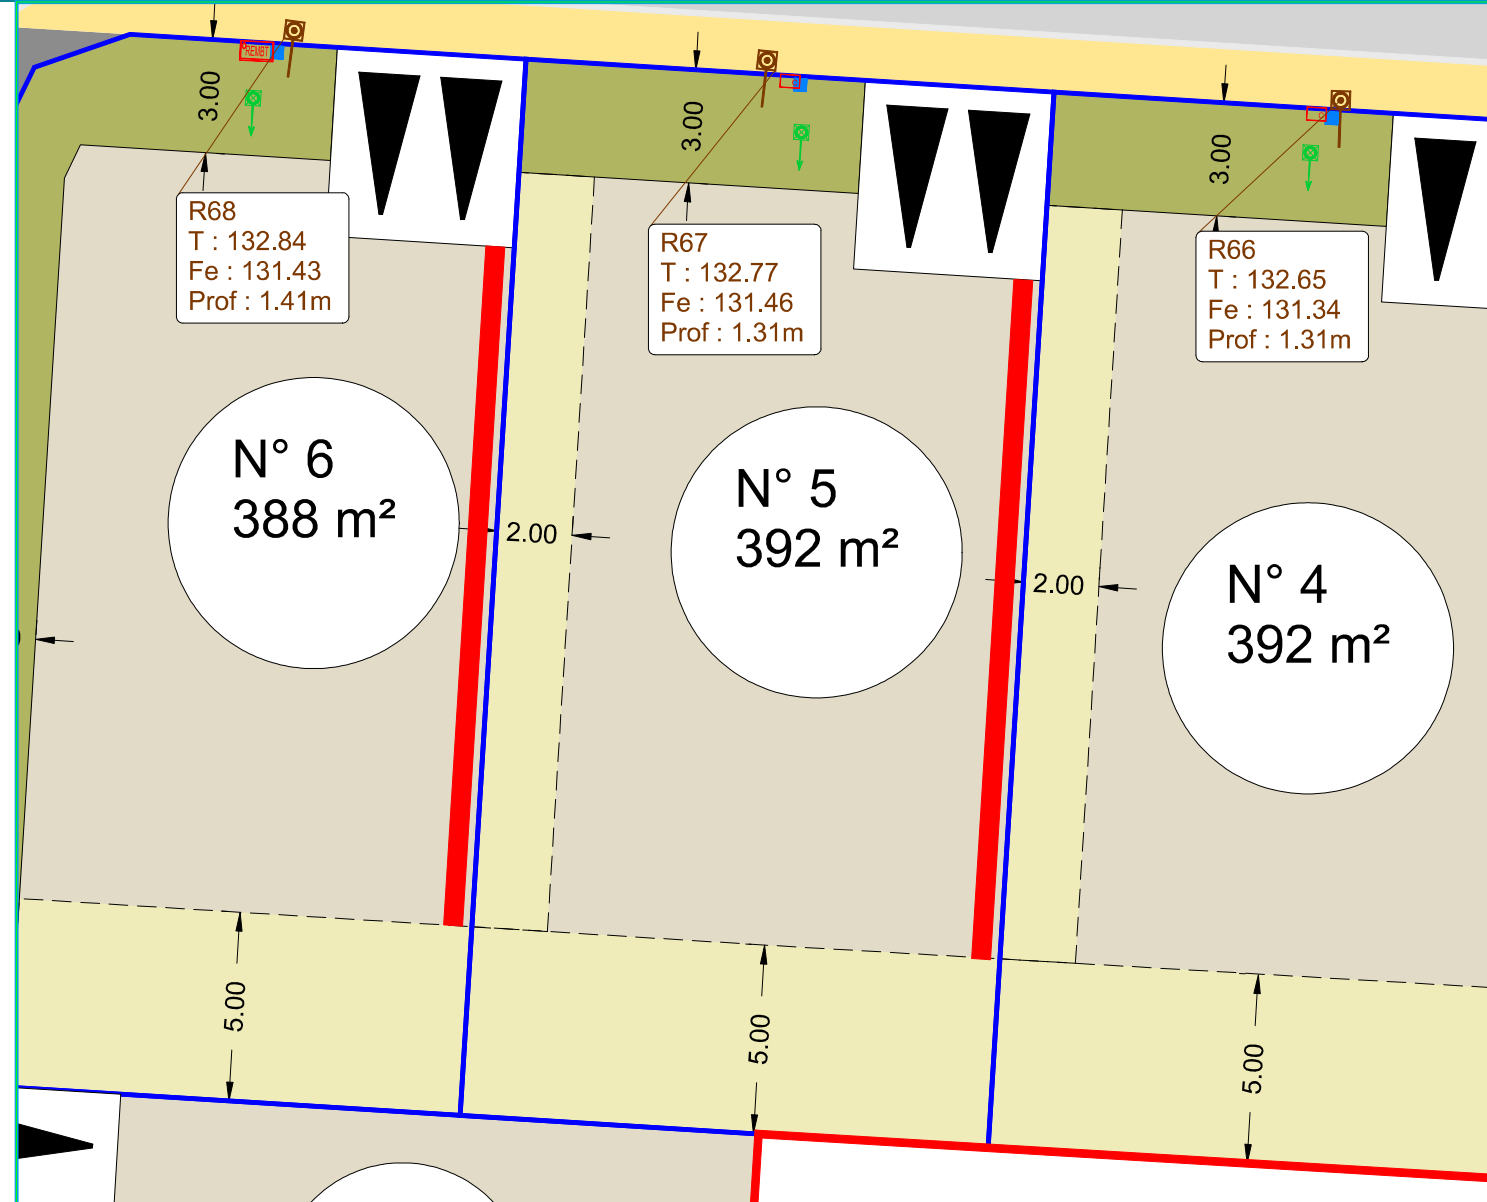 REMBT
3.00
3.00
3.00
R68
T : 132.84
Fe : 131.43
Prof : 1.41m
R67
T : 132.77
Fe : 131.46
Prof : 1.31m
R66
T : 132.65
Fe : 131.34
Prof : 1.31m
N° 6
388 m²
N° 5
392 m²
N° 4
392 m²
2.00
2.00
5.00
5.00
5.00